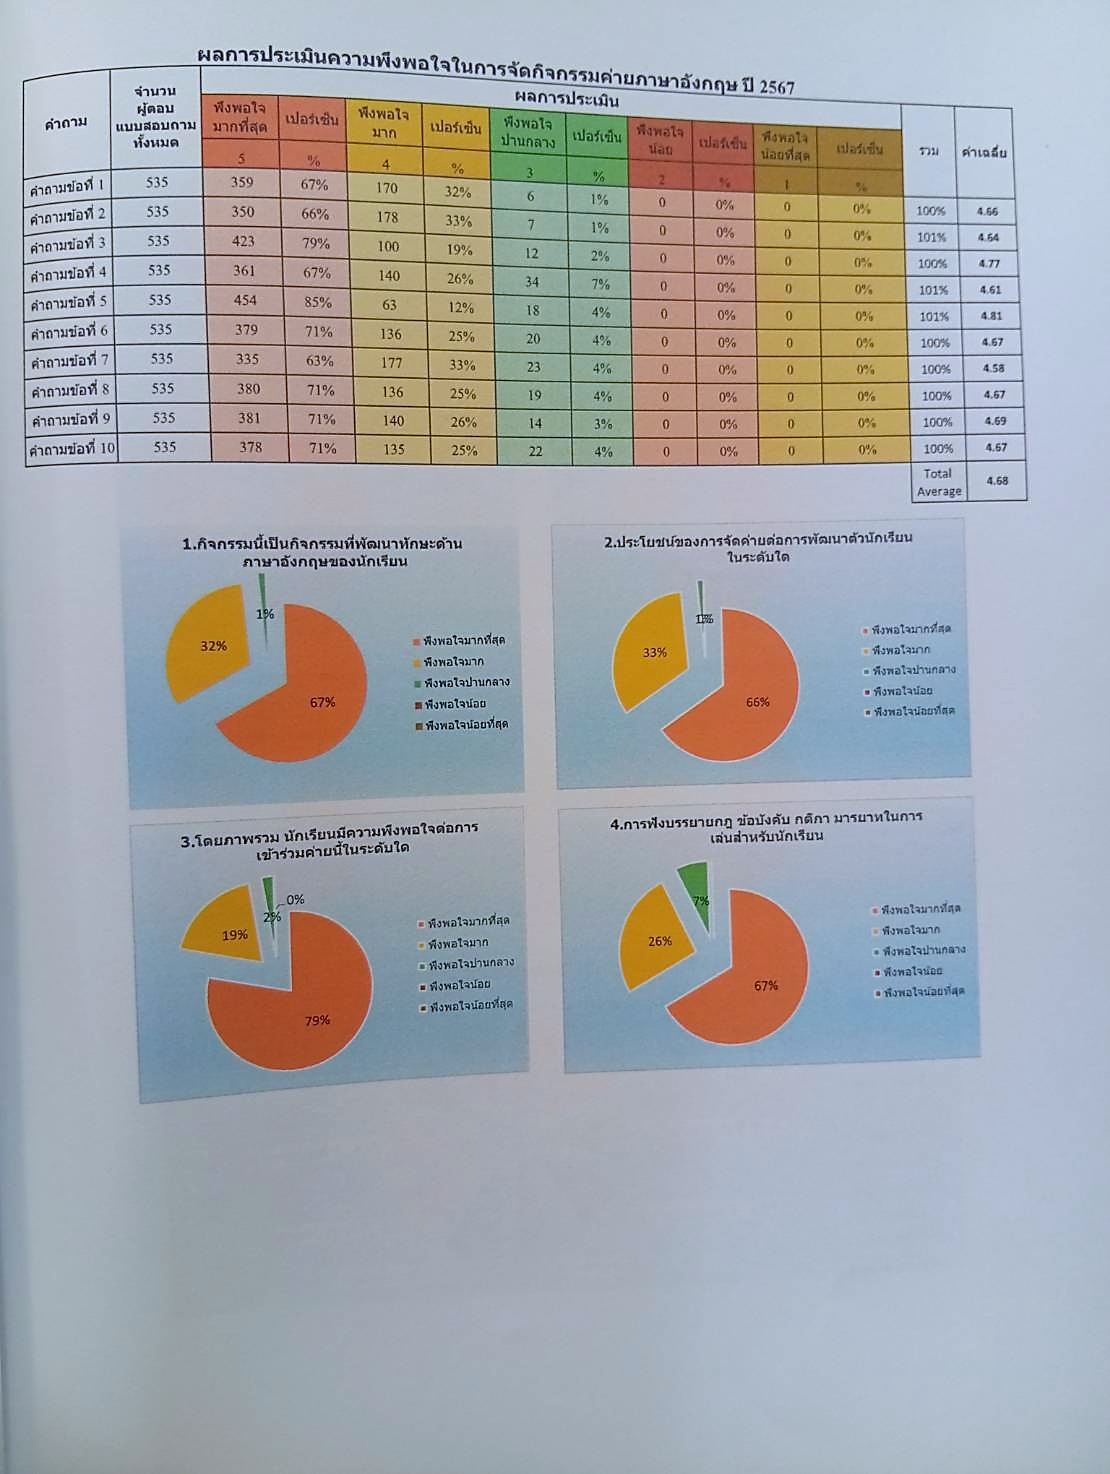 ผลการประเมินความพึงพอใจในการจัดกิจกรรมค่ายภาษาอังกฤษ ปี 2567
คำถาม จำนวนผู้ตอบแบบสอบถามทั้งหมด ผลการประเมิน รวม ค่าเฉลี่ย
พึงพอใจมากที่สุด เปอร์เซ็น พึงพอใจมาก เปอร์เซ็น พึงพอใจปานกลาง เปอร์เซ็น พึงพอใจน้อย เปอร์เซ็น พึงพอใจน้อยที่สุด เปอร์เซ็น
5 % 4 % 3 % 2 % 1 %
คำถามข้อที่ 1 535 359 67% 170 32% 6 1% 0 0% 0 0% 100% 4.66
คำถามข้อที่ 2 535 350 66% 178 33% 7 1% 0 0% 0 0% 101% 4.64
คำถามข้อที่ 3 535 423 79% 100 19% 12 2% 0 0% 0 0% 100% 4.77
คำถามข้อที่ 4 535 361 67% 140 26% 34 7% 0 0% 0 0% 101% 4.61
คำถามข้อที่ 5 535 454 85% 63 12% 18 4% 0 0% 0 0% 101% 4.81
คำถามข้อที่ 6 535 379 71% 136 25% 20 4% 0 0% 0 0% 100% 4.67
คำถามข้อที่ 7 535 335 63% 177 33% 23 4% 0 0% 0 0% 100% 4.58
คำถามข้อที่ 8 535 380 71% 136 25% 19 4% 0 0% 0 0% 100% 4.67
คำถามข้อที่ 9 535 381 71% 140 26% 14 3% 0 0% 0 0% 100% 4.69
คำถามข้อที่ 10 535 378 71% 135 25% 22 4% 0 0% 0 0% 100% 4.67
Total Average 4.68
1.กิจกรรมนี้เป็นกิจกรรมที่พัฒนาทักษะด้าน
ภาษาอังกฤษของนักเรียน
1%
32%
67%
พึงพอใจมากที่สุด
พึงพอใจมาก
พึงพอใจปานกลาง
พึงพอใจน้อย
พึงพอใจน้อยที่สุด
2.ประโยชน์ของการจัดค่ายต่อการพัฒนาตัวนักเรียน
ในระดับใด
33%
66%
พึงพอใจมากที่สุด
พึงพอใจมาก
พึงพอใจปานกลาง
พึงพอใจน้อย
พึงพอใจน้อยที่สุด
3.โดยภาพรวม นักเรียนมีความพึงพอใจต่อการ
เข้าร่วมค่ายนี้ในระดับใด
0%
2%
19%
79%
พึงพอใจมากที่สุด
พึงพอใจมาก
พึงพอใจปานกลาง
พึงพอใจน้อย
พึงพอใจน้อยที่สุด
4.การฟังบรรยายกฎ ข้อบังคับ กติกา มารยาทในการ
เล่นสำหรับนักเรียน
7%
26%
67%
พึงพอใจมากที่สุด
พึงพอใจมาก
พึงพอใจปานกลาง
พึงพอใจน้อย
พึงพอใจน้อยที่สุด